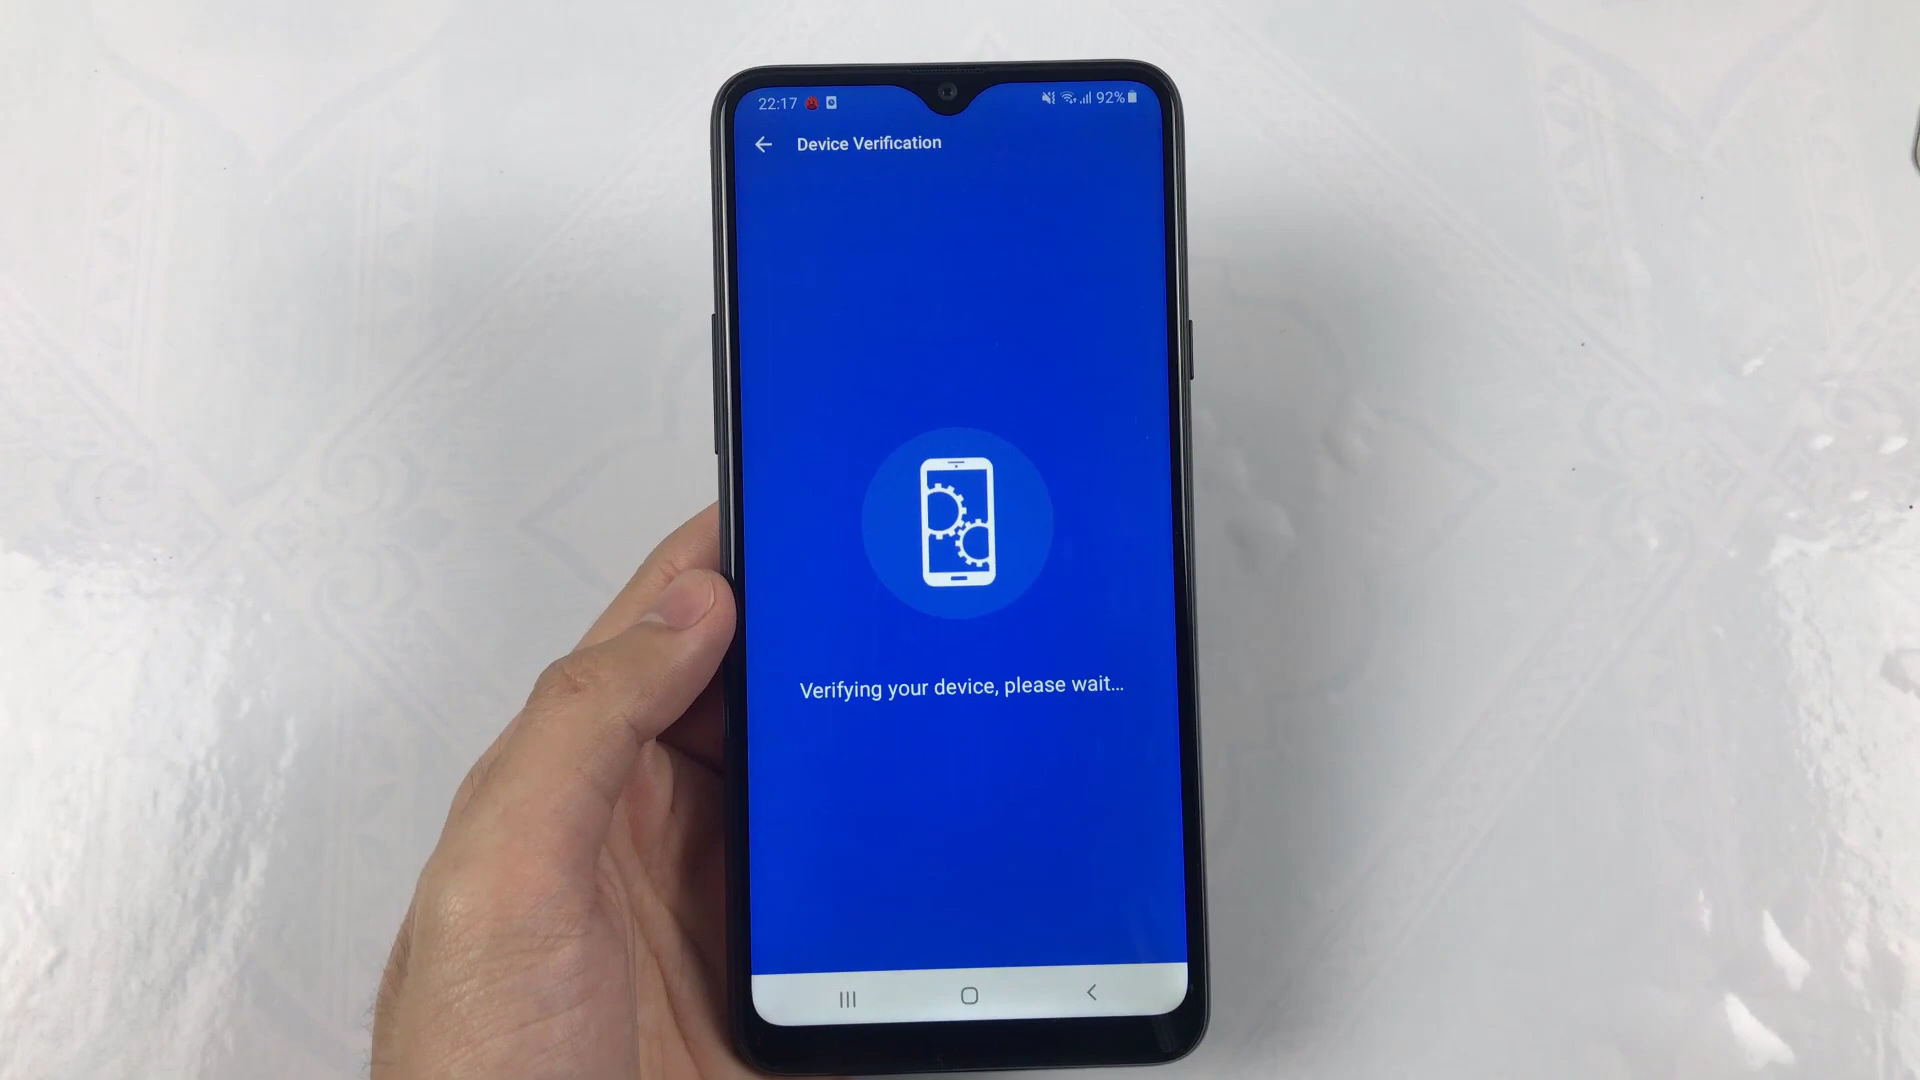 22:17 92%
Device Verification
Verifying your device, please wait...